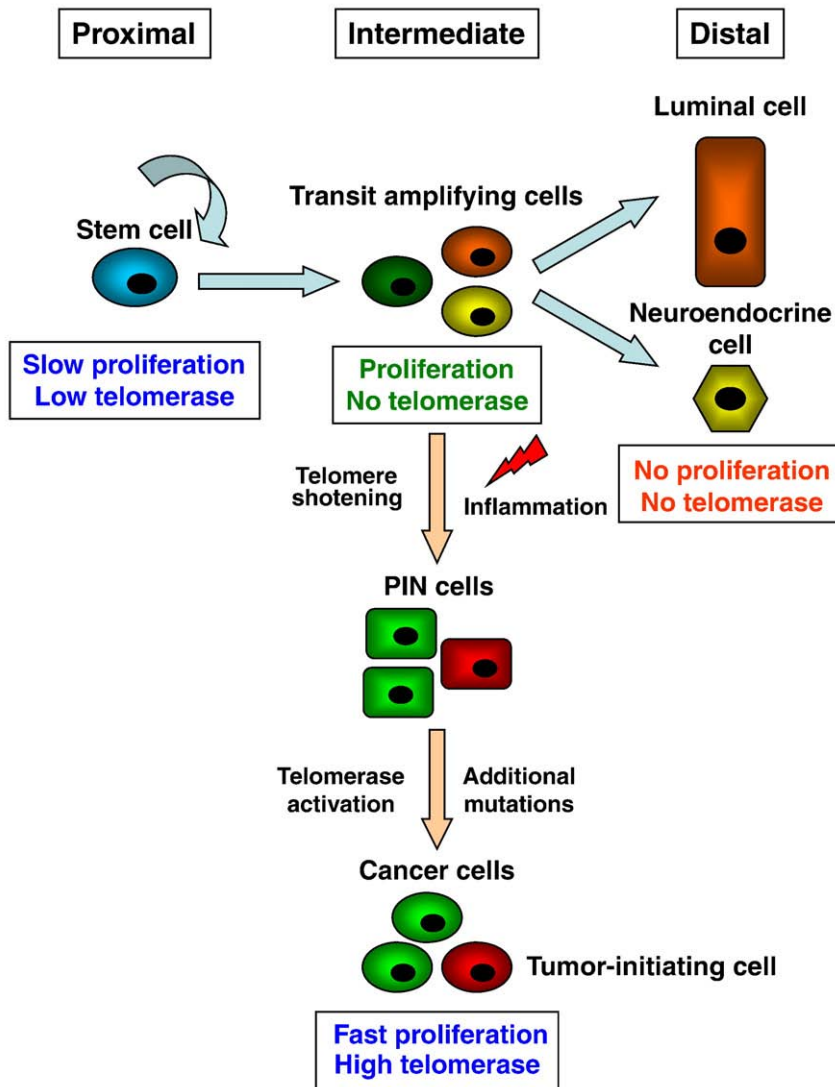 Proximal
Intermediate
Distal
Luminal cell
Transit amplifying cells
Stem cell
Neuroendocrine
cell
Slow proliferation
Low telomerase
Proliferation
No telomerase
No proliferation
No telomerase
Telomere
shotening
Inflammation
PIN cells
Telomerase
activation
Additional
mutations
Cancer cells
Tumor-initiating cell
Fast proliferation
High telomerase